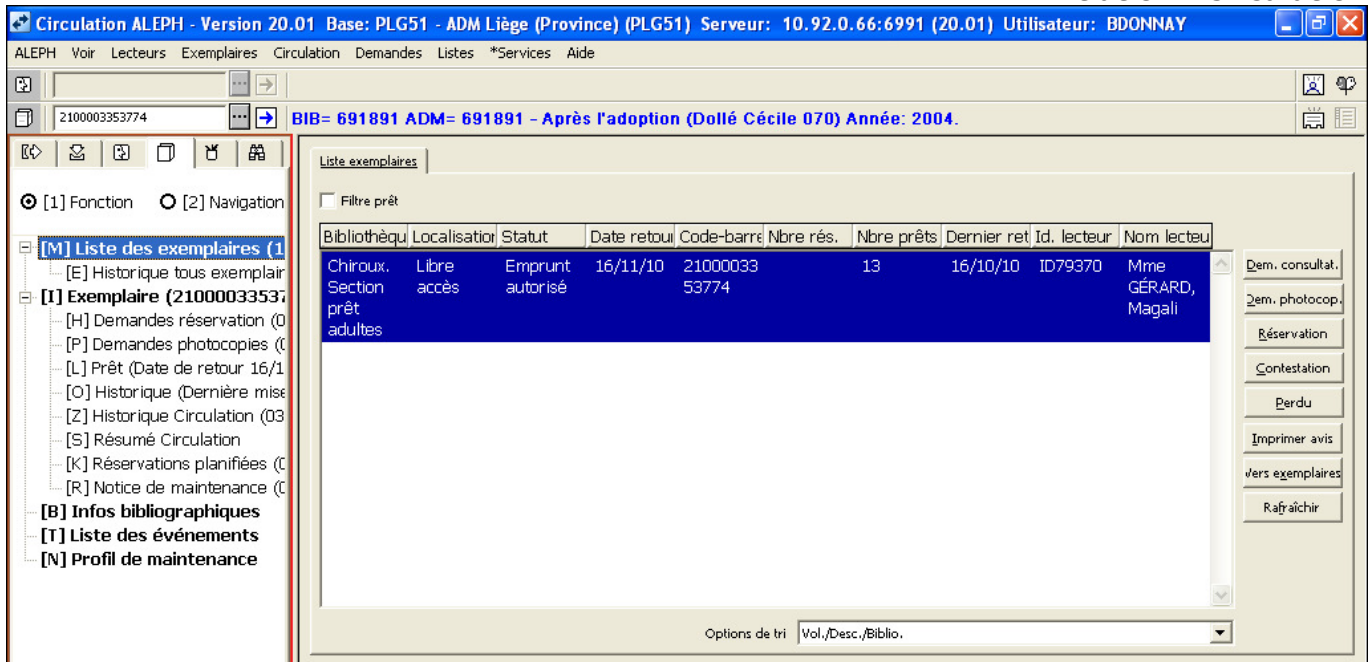 Circulation ALEPH - Version 20.01 Base: PLG51 - ADM Liège (Province) (PLG51) Serveur: 10.92.0.66:6991 (20.01) Utilisateur: BDONNAY
ALEPH Voir Lecteurs Exemplaires Circulation Demandes Listes *Services Aide
2100003353774 BIB= 691891 ADM= 691891 - Après l'adoption (Dollé Cécile 070) Année: 2004.
[1] Fonction [2] Navigation
[M] Liste des exemplaires (1
[E] Historique tous exemplair
[I] Exemplaire (21000033537
[H] Demandes réservation (0
[P] Demandes photocopies (
[L] Prêt (Date de retour 16/1
[O] Historique (Dernière mise
[Z] Historique Circulation (03
[S] Résumé Circulation
[K] Réservations planifiées (
[R] Notice de maintenance (
[B] Infos bibliographiques
[T] Liste des événements
[N] Profil de maintenance
Liste exemplaires
Filtre prêt
Bibliothèqu Localisation Statut Date retour Code-barre Nbre rés. Nbre prêts Dernier ret Id. lecteur Nom lecteu
Chiroux. Libre Emprunt 16/11/10 21000033 13 16/10/10 ID79370 Mme
Section accès autorisé 53774 GÉRARD,
prêt Magali
adultes
Dem. consultat.
Dem. photocop.
Réservation
Contestation
Perdu
Imprimer avis
Vers exemplaires
Rafraîchir
Options de tri Vol./Desc./Biblio.